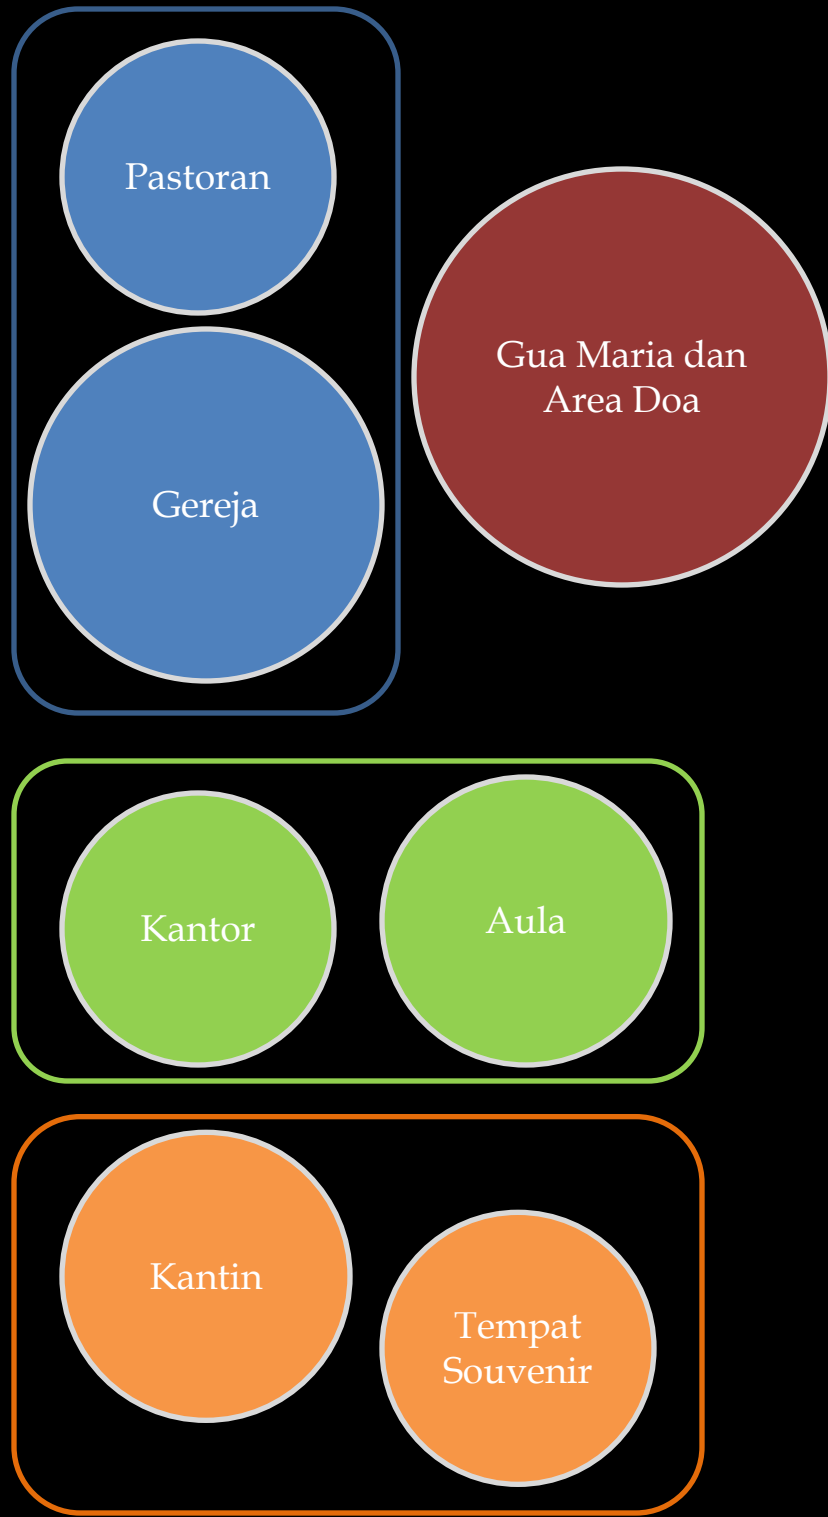 Pastoran
Gua Maria dan
Area Doa
Gereja
Kantor
Aula
Kantin
Tempat
Souvenir